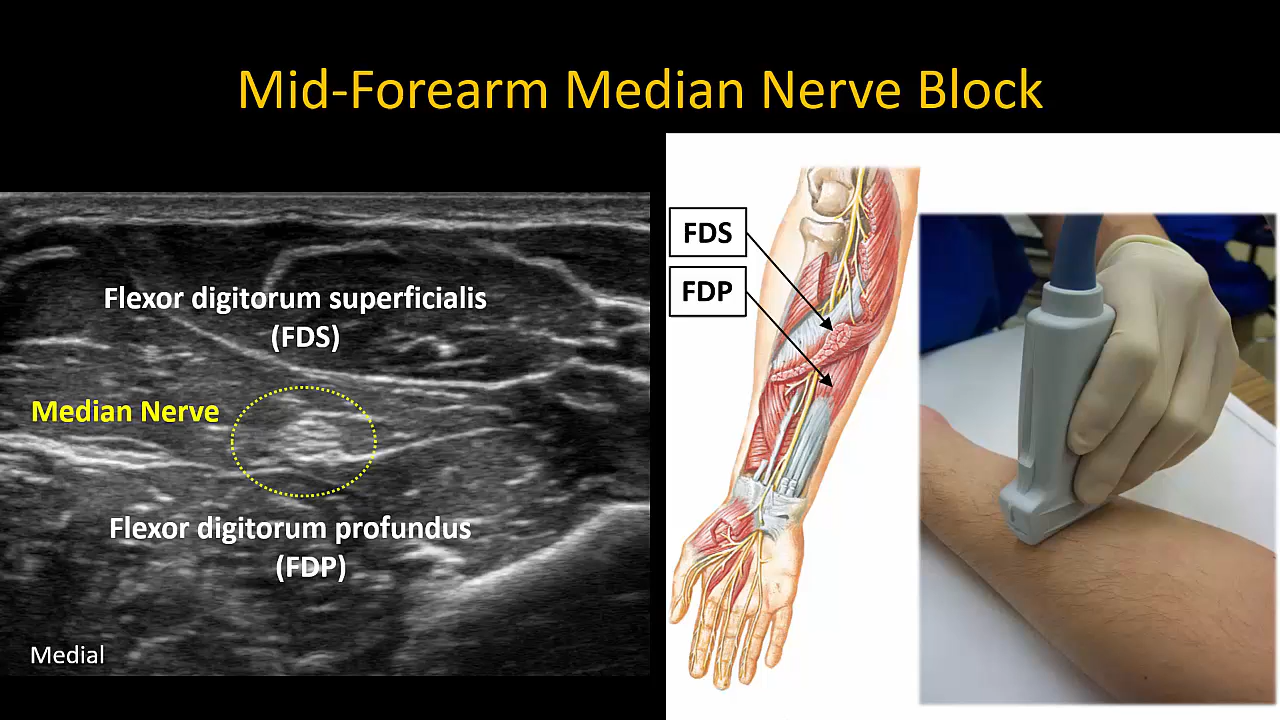 Mid-Forearm Median Nerve Block
Flexor digitorum superficialis
(FDS)
Median Nerve
Flexor digitorum profundus
(FDP)
Medial
FDS
FDP